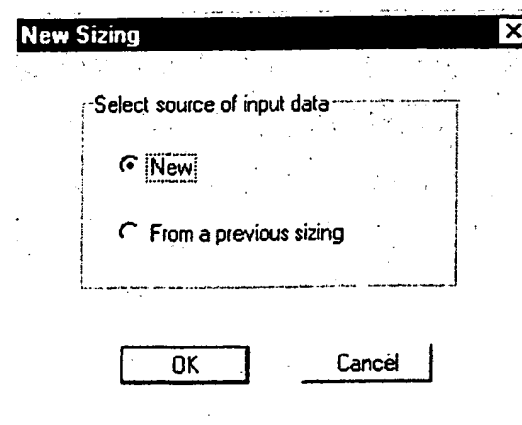 New Sizing
Select source of input data
New
From a previous sizing
OK Cancel